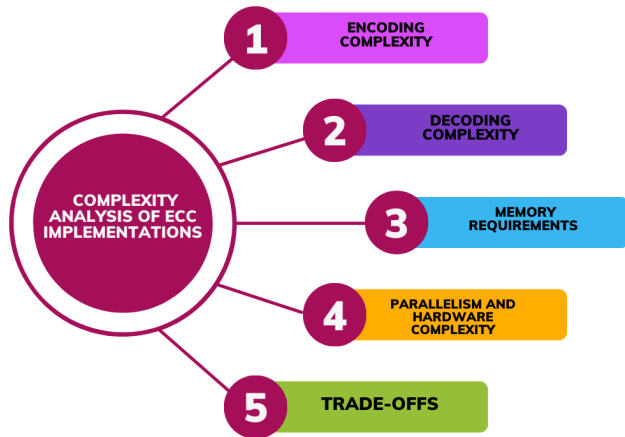 1
ENCODING
COMPLEXITY
2
DECODING
COMPLEXITY
COMPLEXITY
ANALYSIS OF ECC
IMPLEMENTATIONS
3
MEMORY
REQUIREMENTS
4
PARALLELISM AND
HARDWARE
COMPLEXITY
5
TRADE-OFFS